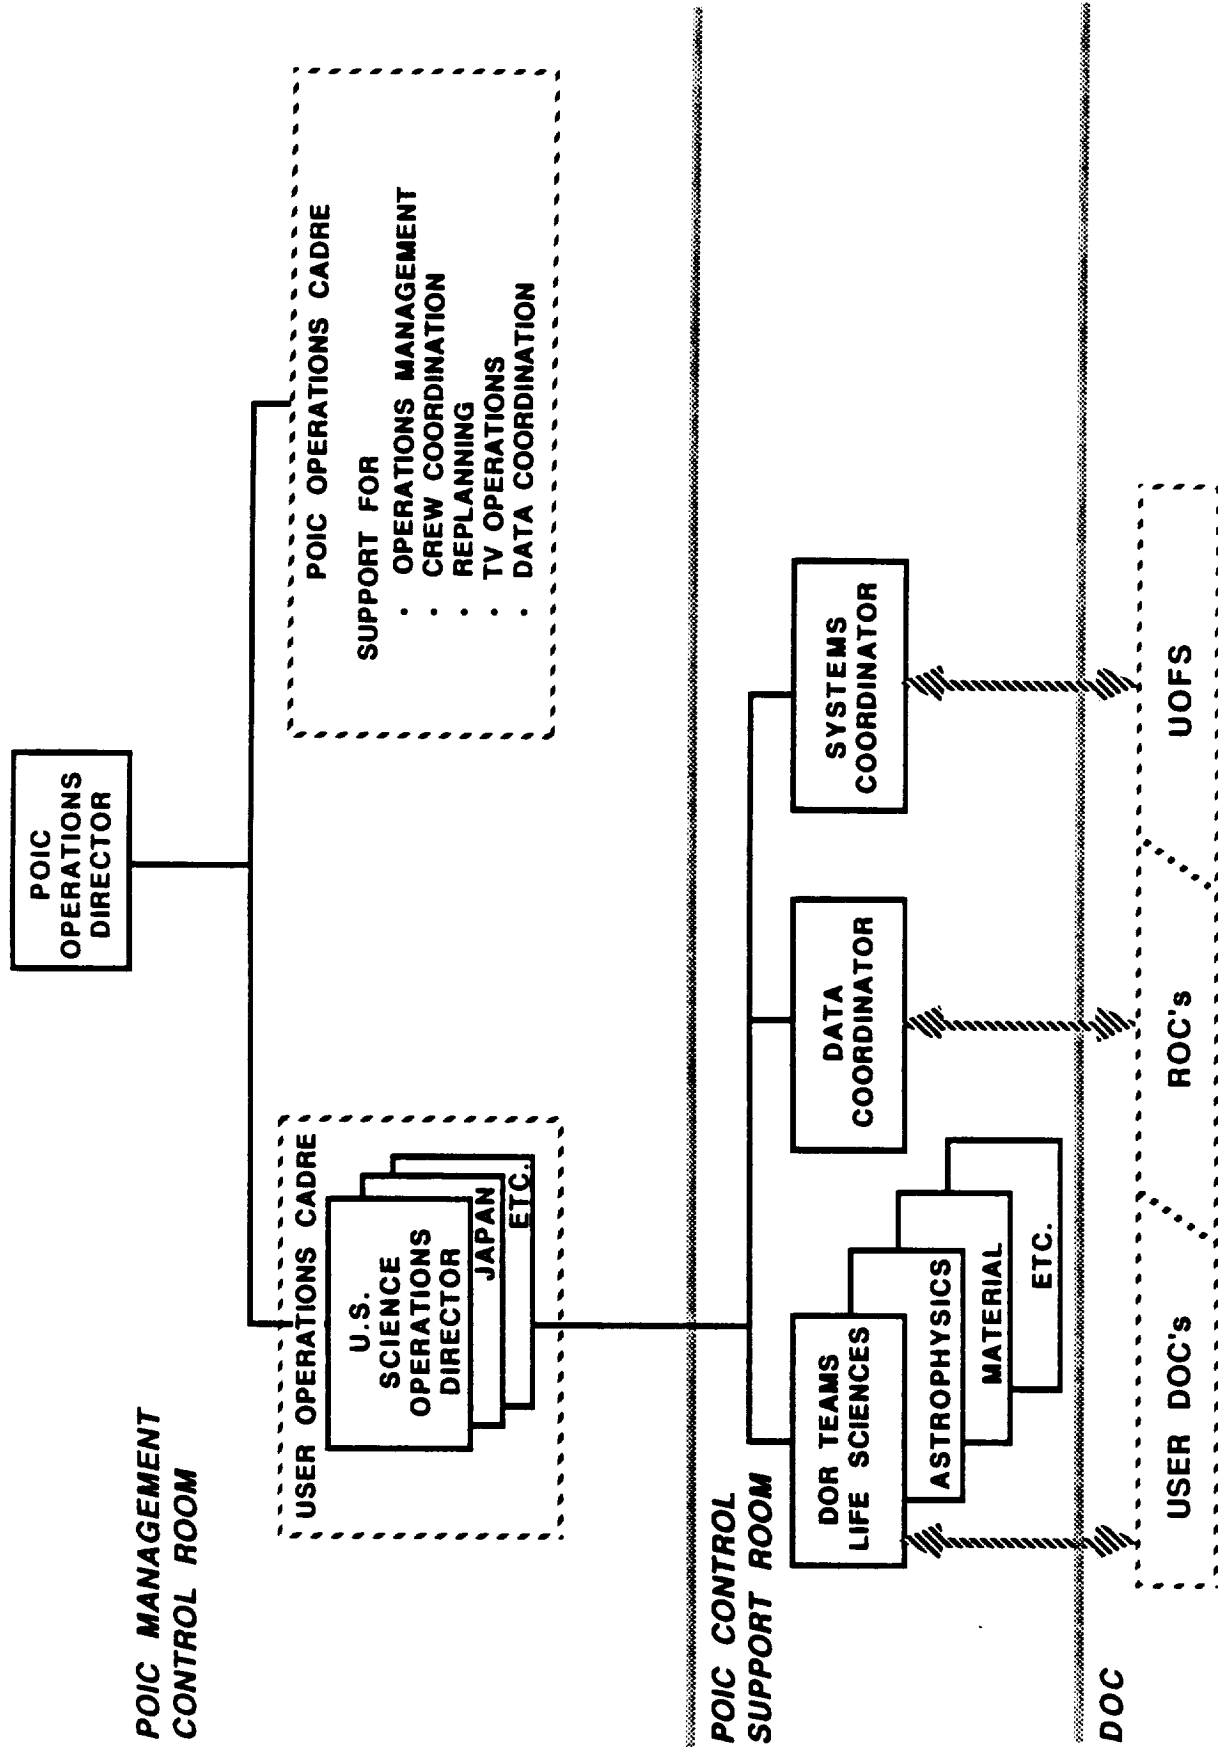 POIC
OPERATIONS
DIRECTOR
POIC MANAGEMENT
CONTROL ROOM
USER OPERATIONS CADRE
U.S.
SCIENCE
OPERATIONS
DIRECTOR
JAPAN
ETC.
POIC OPERATIONS CADRE
SUPPORT FOR
· OPERATIONS MANAGEMENT
· CREW COORDINATION
· REPLANNING
· TV OPERATIONS
· DATA COORDINATION
POIC CONTROL
SUPPORT ROOM
DOR TEAMS
LIFE SCIENCES
ASTROPHYSICS
MATERIAL
ETC.
DATA
COORDINATOR
SYSTEMS
COORDINATOR
DOC
USER DOC's
ROC's
UOFS